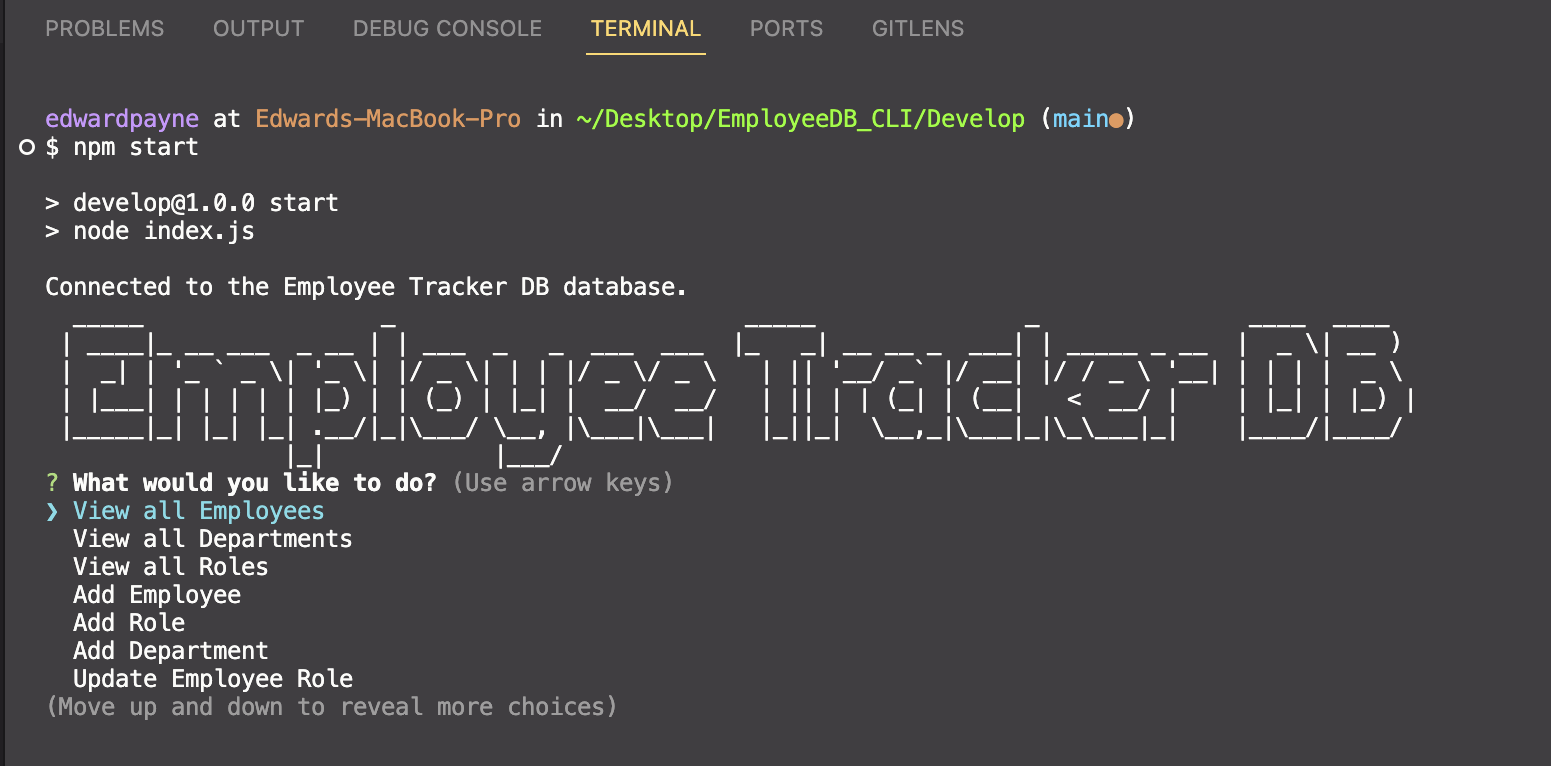 PROBLEMS OUTPUT DEBUG CONSOLE TERMINAL PORTS GITLENS
edwardpayne at Edwards-MacBook-Pro in ~/Desktop/EmployeeDB_CLI/Develop (main●)
$ npm start
> develop@1.0.0 start
> node index.js
Connected to the Employee Tracker DB database.
Employee Tracker DB
? What would you like to do? (Use arrow keys)
❯ View all Employees
View all Departments
View all Roles
Add Employee
Add Role
Add Department
Update Employee Role
(Move up and down to reveal more choices)